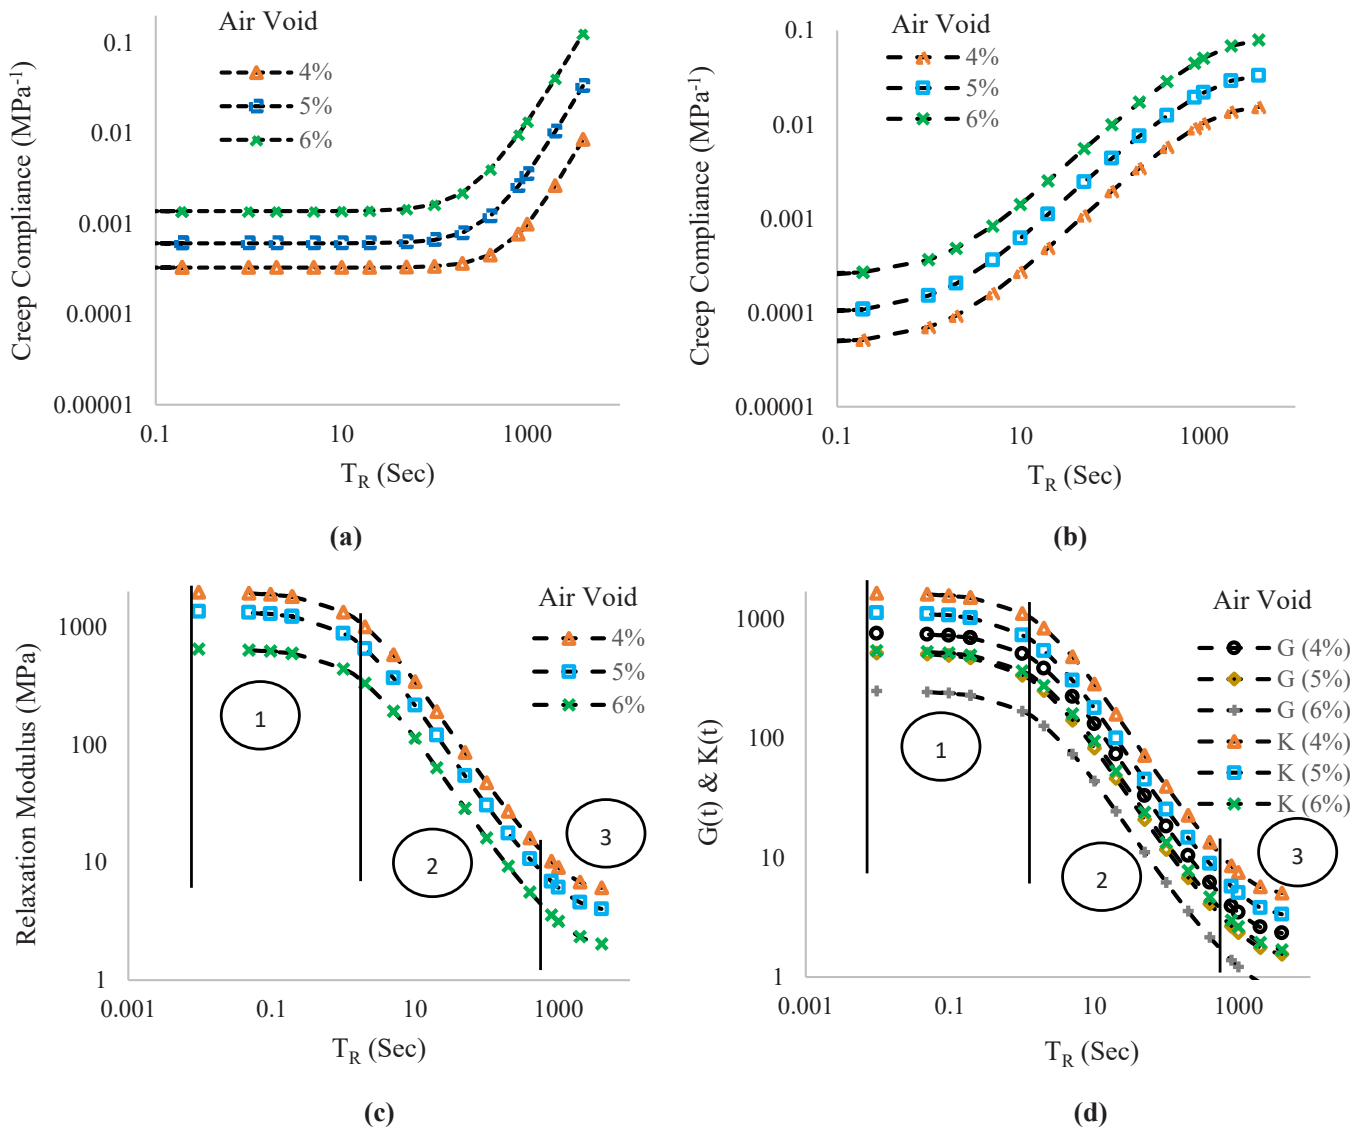 Air Void
4%
5%
6%
Creep Compliance (MPa-1)
0.1
0.01
0.001
0.0001
0.00001
0.1
10
1000
TR (Sec)
(a)
Air Void
4%
5%
6%
Creep Compliance (MPa-1)
0.1
0.01
0.001
0.0001
0.00001
0.1
10
1000
TR (Sec)
(b)
Air Void
4%
5%
6%
Relaxation Modulus (MPa)
1000
100
10
1
0.001
0.1
10
1000
1
2
3
TR (Sec)
(c)
Air Void
G (4%)
G (5%)
G (6%)
K (4%)
K (5%)
K (6%)
G(t) & K(t)
1000
100
10
1
0.001
0.1
10
1000
1
2
3
TR (Sec)
(d)